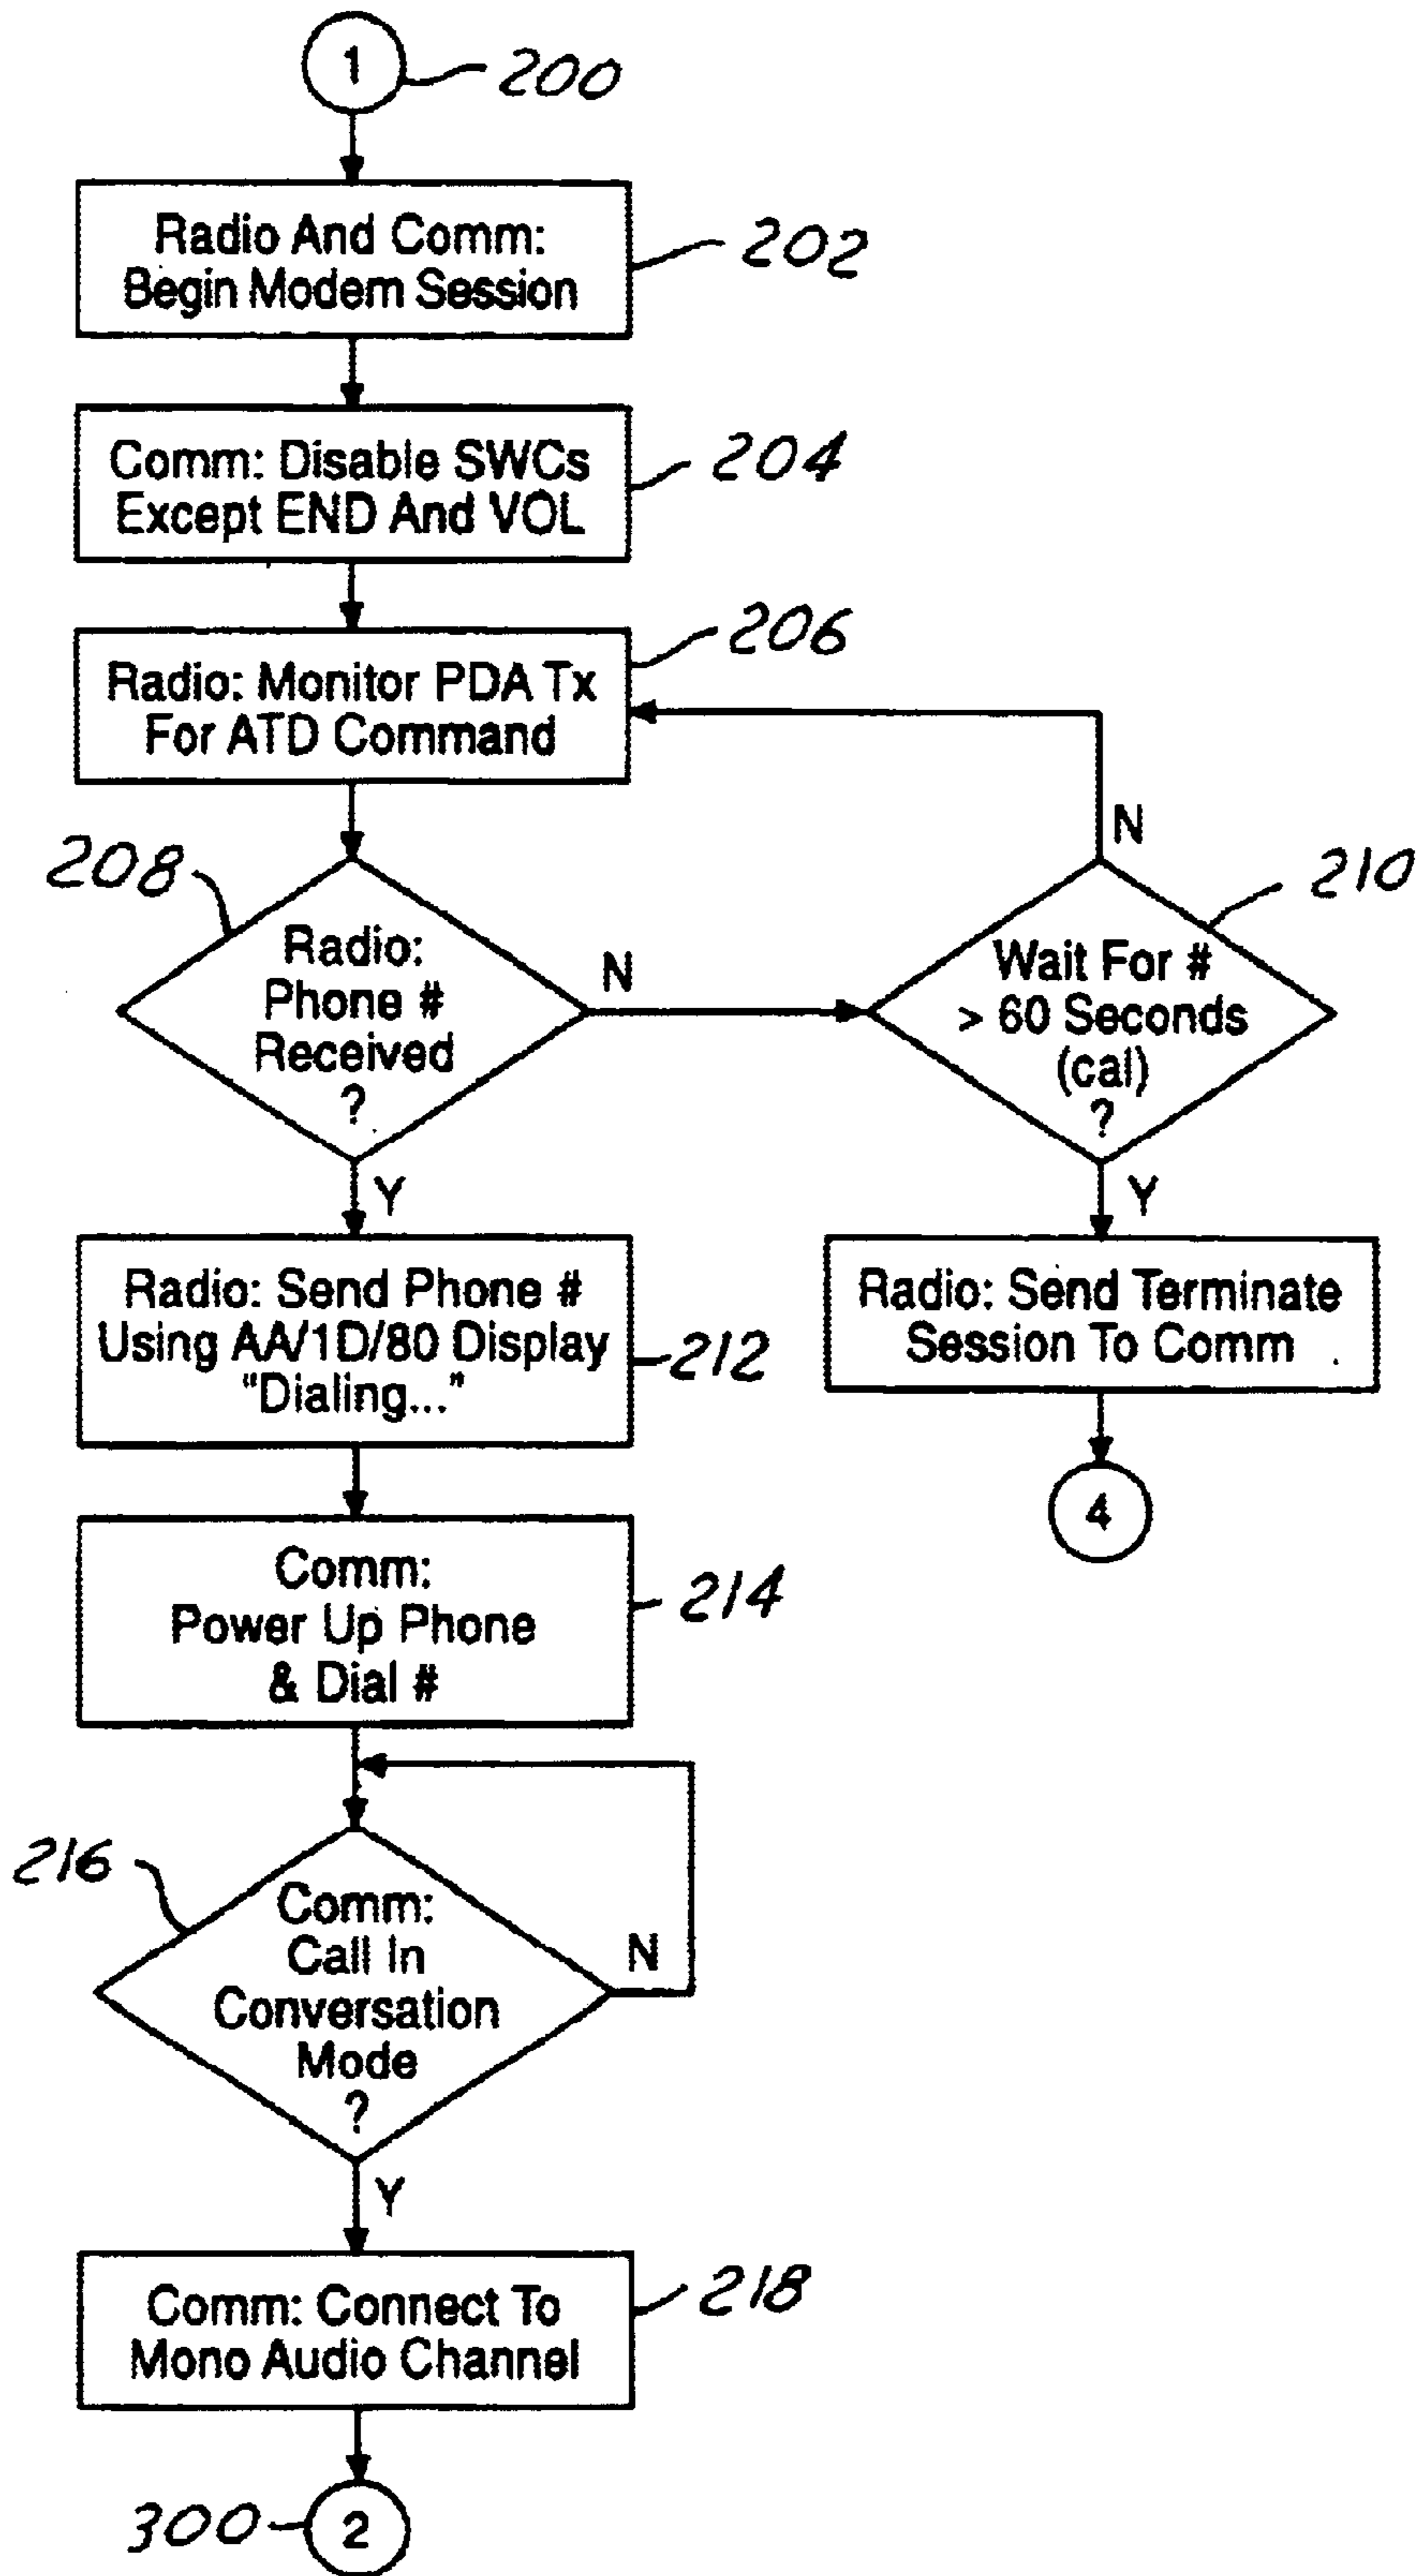 1
200
Radio And Comm:
Begin Modem Session
202
Comm: Disable SWCs
Except END And VOL
204
206
Radio: Monitor PDA Tx
For ATD Command
N
208
210
Radio:
Phone #
Received
?
N
Wait For #
> 60 Seconds
(cal)
?
Y
Y
Radio: Send Phone #
Using AA/1D/80 Display
"Dialing..."
212
Radio: Send Terminate
Session To Comm
4
Comm:
Power Up Phone
& Dial #
214
216
Comm:
Call In
Conversation
Mode
?
N
Y
Comm: Connect To
Mono Audio Channel
218
300
2